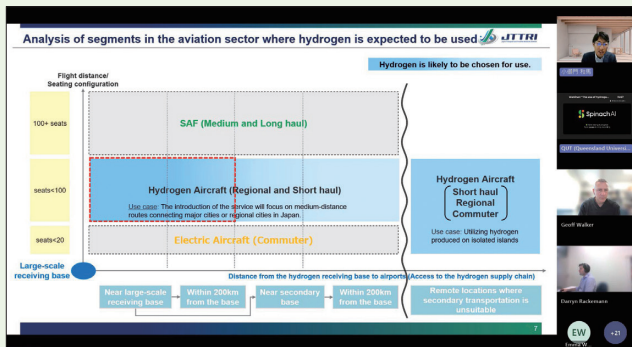 Analysis of segments in the aviation sector where hydrogen is expected to be used
JTTRI
Hydrogen is likely to be chosen for use.
Flight distance/
Seating configuration
100+ seats
SAF (Medium and Long haul)
seats<100
Hydrogen Aircraft (Regional and Short haul)
Use case: The introduction of the service will focus on medium-distance
routes connecting major cities or regional cities in Japan
seats<20
Electric Aircraft (Commuter)
Hydrogen Aircraft
Short haul
Regional
Commuter
Use case: Utilizing hydrogen
produced on isolated islands
Large-scale
receiving base
Distance from the hydrogen receiving base to airports (Access to the hydrogen supply chain)
Near large-scale
receiving base
Within 200km
from the base
Near secondary
base
Within 200km
from the base
Remote locations where
secondary transportation is
unsuitable
7
Spinach AI
QUT (Queensland Universi...
Geoff Walker
Darryn Rackemann
EW
Emma W...
+21